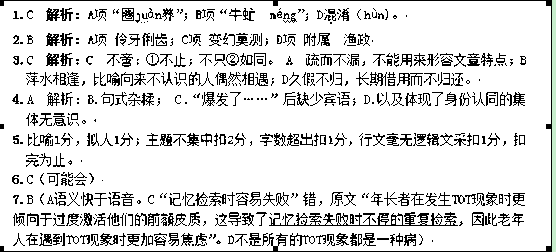 1. C 解析：A项“圈juàn养”；B项“牛虻 méng”；D混淆（hùn）。
2. B 解析：A项 伶牙俐齿；C项 变幻莫测；D项 附属 渔政
3. C 解析：C 不啻：①不止；不只②如同。 A 疏而不漏，不能用来形容文章特点；B
萍水相逢，比喻向来不认识的人偶然相遇；D久假不归，长期借用而不归还。
4. A 解析：B.句式杂糅； C.“爆发了……”后缺少宾语；D.以及体现了身份认同的集
体无意识。
5. 比喻1分，拟人1分；主题不集中扣2分，字数超出扣1分，行文毫无逻辑文采扣1分，扣
完为止。
6. C（可能会）
7. B（A语义快于语音。C“记忆检索时容易失败”错，原文“年长者在发生TOT现象时更
倾向于过度激活他们的前额皮质，这导致了记忆检索失败时不停的重复检索，因此老年
人在遇到TOT现象时更加容易焦虑”。D不是所有的TOT现象都是一种病）